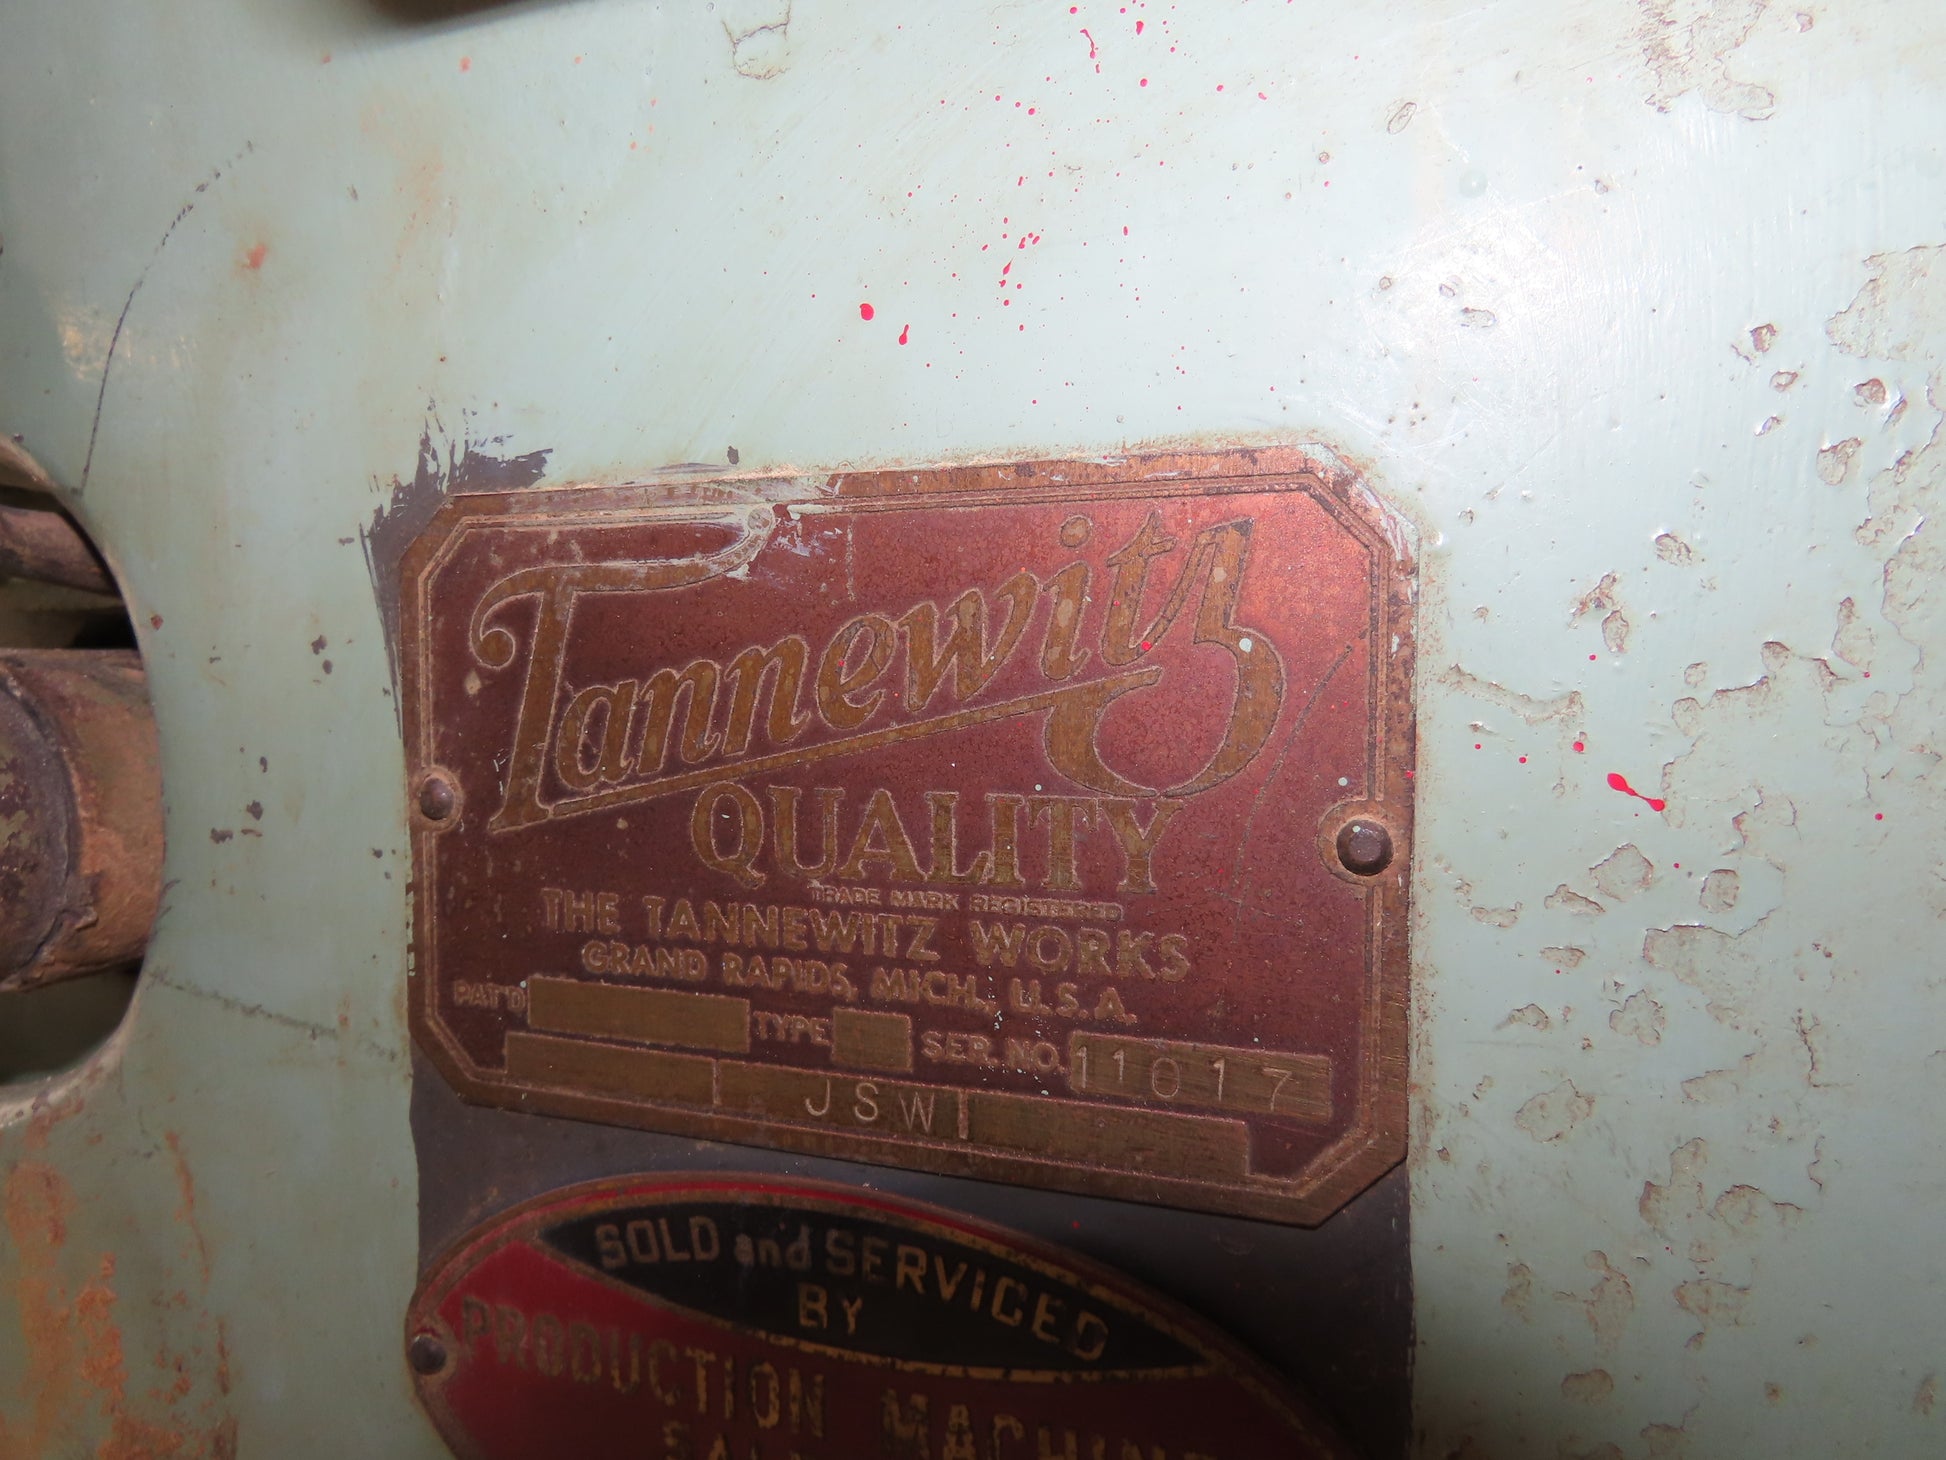 Tannewitz
QUALITY
TRADE MARK REGISTERED
THE TANNEWITZ WORKS
GRAND RAPIDS, MICH., U.S.A.
PAT'D TYPE SER. NO. 11017
JSW
SOLD and SERVICED
BY
PRODUCTION